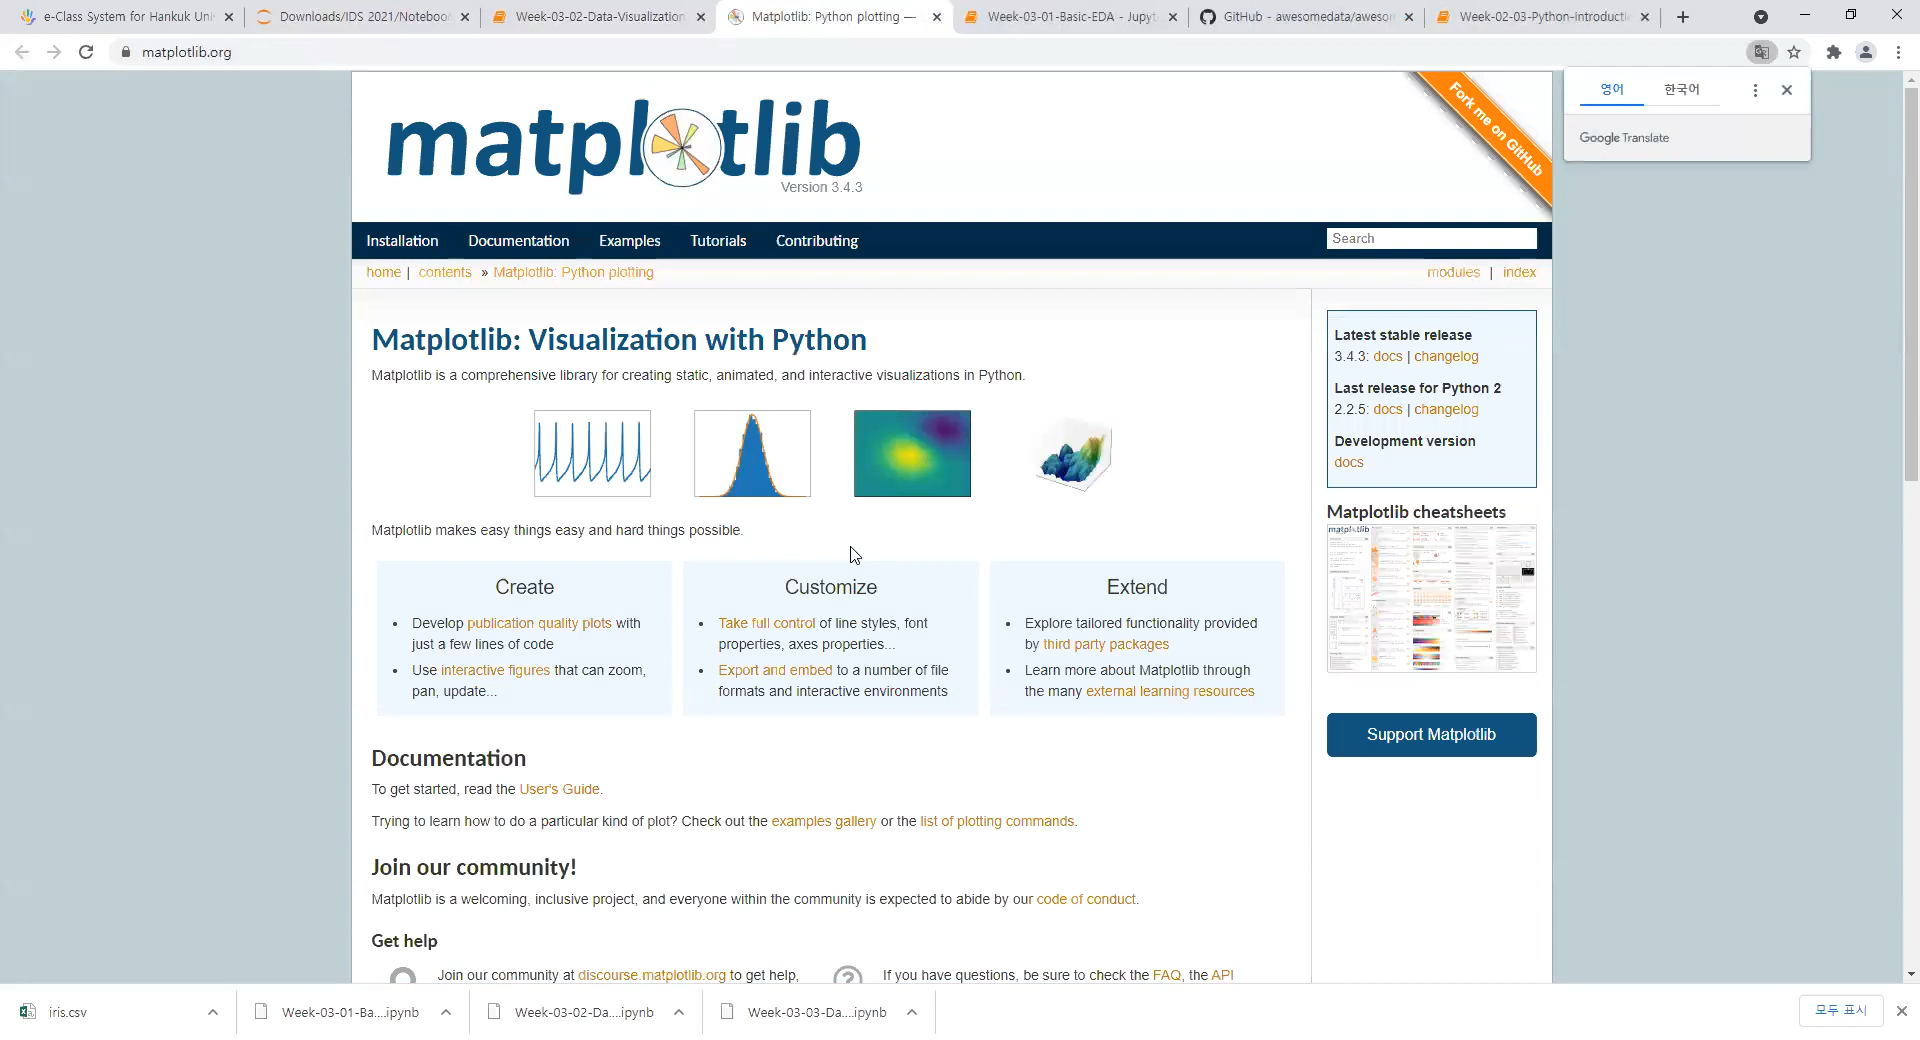 e-Class System for Hankuk Uni
Downloads/IDS 2021/Notebook
Week-03-02-Data-Visualization
Matplotlib: Python plotting —
Week-03-01-Basic-EDA - Jupyt
GitHub - awesomedata/aweson
Week-02-03-Python-Introducti
matplotlib.org
영어 한국어
Google Translate
Fork me on GitHub
matplotlib
Version 3.4.3
Installation Documentation Examples Tutorials Contributing
Search
home | contents » Matplotlib: Python plotting
modules | index
Matplotlib: Visualization with Python
Matplotlib is a comprehensive library for creating static, animated, and interactive visualizations in Python.
Matplotlib makes easy things easy and hard things possible.
Create
• Develop publication quality plots with
just a few lines of code
• Use interactive figures that can zoom,
pan, update...
Customize
• Take full control of line styles, font
properties, axes properties...
• Export and embed to a number of file
formats and interactive environments
Extend
• Explore tailored functionality provided
by third party packages
• Learn more about Matplotlib through
the many external learning resources
Documentation
To get started, read the User's Guide.
Trying to learn how to do a particular kind of plot? Check out the examples gallery or the list of plotting commands.
Join our community!
Matplotlib is a welcoming, inclusive project, and everyone within the community is expected to abide by our code of conduct.
Get help
Join our community at discourse.matplotlib.org to get help,
If you have questions, be sure to check the FAQ, the API
Latest stable release
3.4.3: docs | changelog
Last release for Python 2
2.2.5: docs | changelog
Development version
docs
Matplotlib cheatsheets
matplotlib
Support Matplotlib
iris.csv
Week-03-01-Ba....ipynb
Week-03-02-Da....ipynb
Week-03-03-Da....ipynb
모두 표시